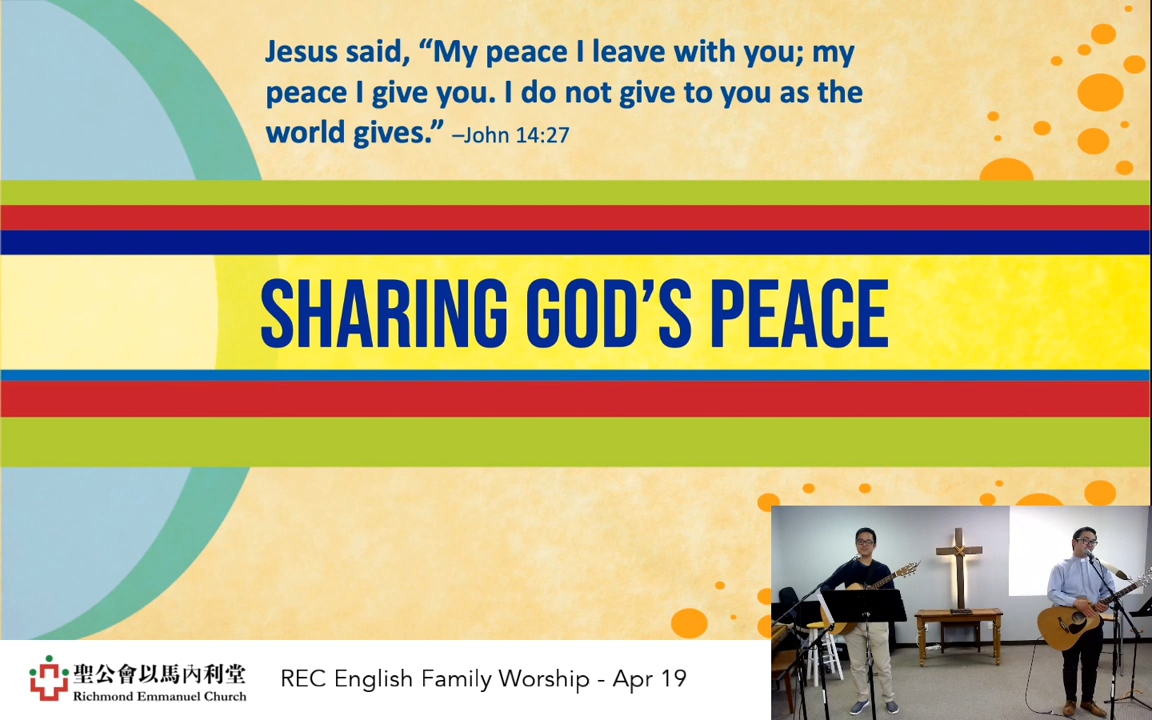 Jesus said, “My peace I leave with you; my
peace I give you. I do not give to you as the
world gives.” –John 14:27
SHARING GOD’S PEACE
聖公會以馬內利堂
Richmond Emmanuel Church
REC English Family Worship - Apr 19